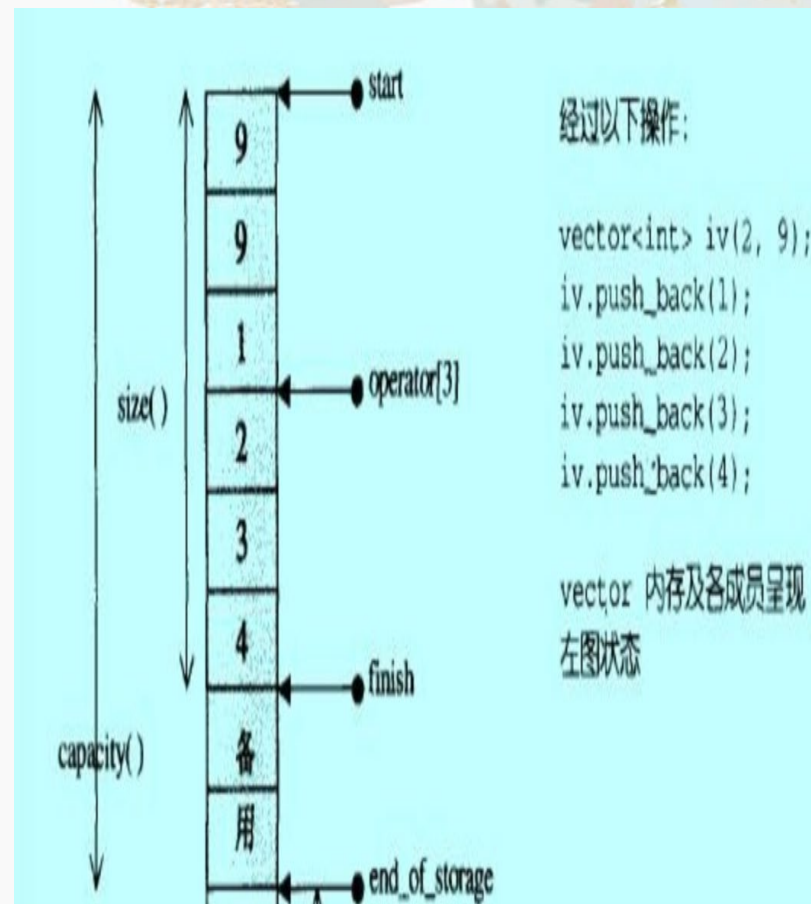 start
9
经过以下操作:
9
vector<int> iv(2, 9);
iv.push_back(1);
1
iv.push_back(2);
operator[3]
size()
iv.push_back(3);
2
iv.push_back(4);
3
vector 内存及各成员呈现
4
左图状态
finish
capacity()
备
用
end_of_storage